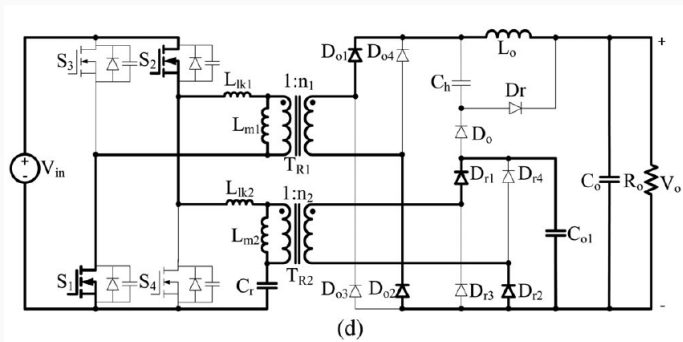 S3 S2 Do1 Do4 Lo +
Llk1 1:n1 Ch Dr
Lm1
Vin TR1 Do
Llk2 1:n2 Dr1 Dr4 Co Ro Vo
Lm2 Co1
S1 S4 Cr TR2 Do3 Do2 Dr3 Dr2 -
(d)